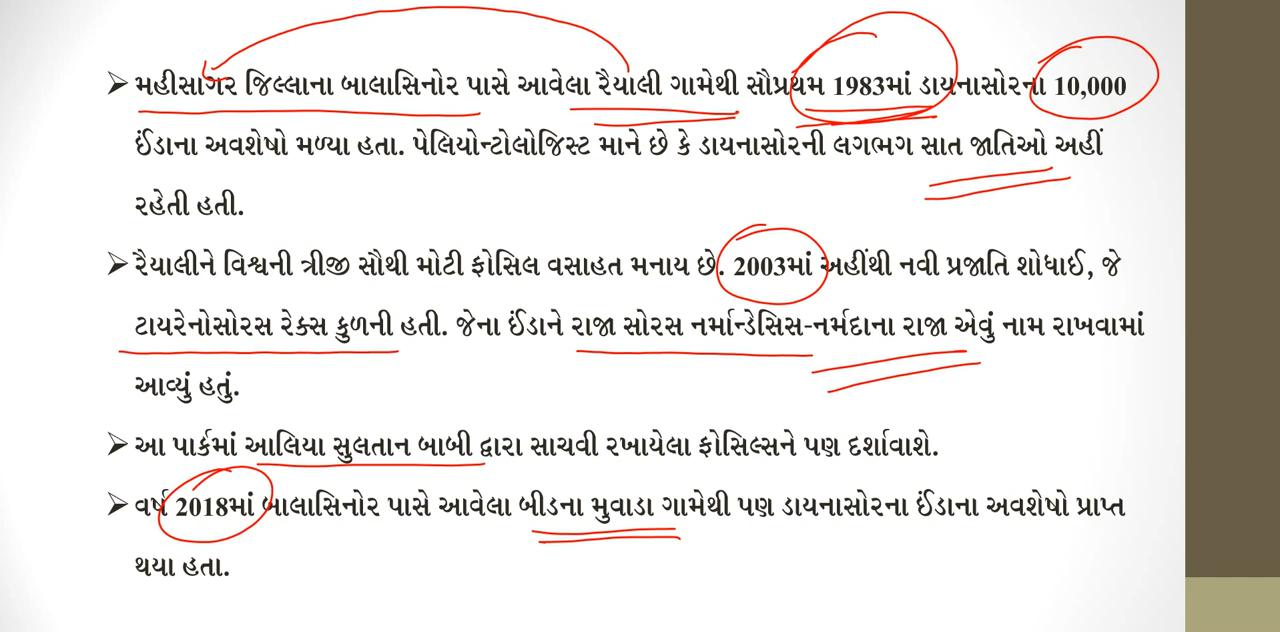 ➢ મહીસાગર જિલ્લાના બાલાસિનોર પાસે આવેલા રૈયાલી ગામેથી સૌપ્રથમ 1983માં ડાયનાસોરના 10,000
ઈંડાના અવશેષો મળ્યા હતા. પેલિયોન્ટોલોજિસ્ટ માને છે કે ડાયનાસોરની લગભગ સાત જાતિઓ અહીં
રહેતી હતી.
➢ રૈયાલીને વિશ્વની ત્રીજી સૌથી મોટી ફોસિલ વસાહત મનાય છે. 2003માં અહીંથી નવી પ્રજાતિ શોધાઈ, જે
ટાયરેનોસોરસ રેક્સ કુળની હતી. જેના ઈંડાને રાજા સોરસ નર્માન્ડેસિસ-નર્મદાના રાજા એવું નામ રાખવામાં
આવ્યું હતું.
➢ આ પાર્કમાં આલિયા સુલતાન બાબી દ્વારા સાચવી રખાયેલા ફોસિલ્સને પણ દર્શાવાશે.
➢ વર્ષ 2018માં બાલાસિનોર પાસે આવેલા બીડના મુવાડા ગામેથી પણ ડાયનાસોરના ઈંડાના અવશેષો પ્રાપ્ત
થયા હતા.